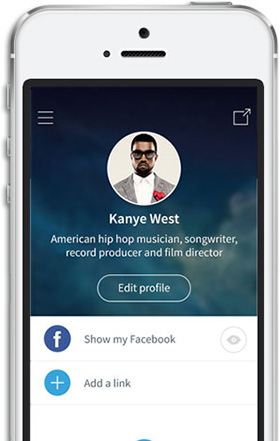 Kanye West
American hip hop musician, songwriter,
record producer and film director
Edit profile
f
Show my Facebook
Add a link